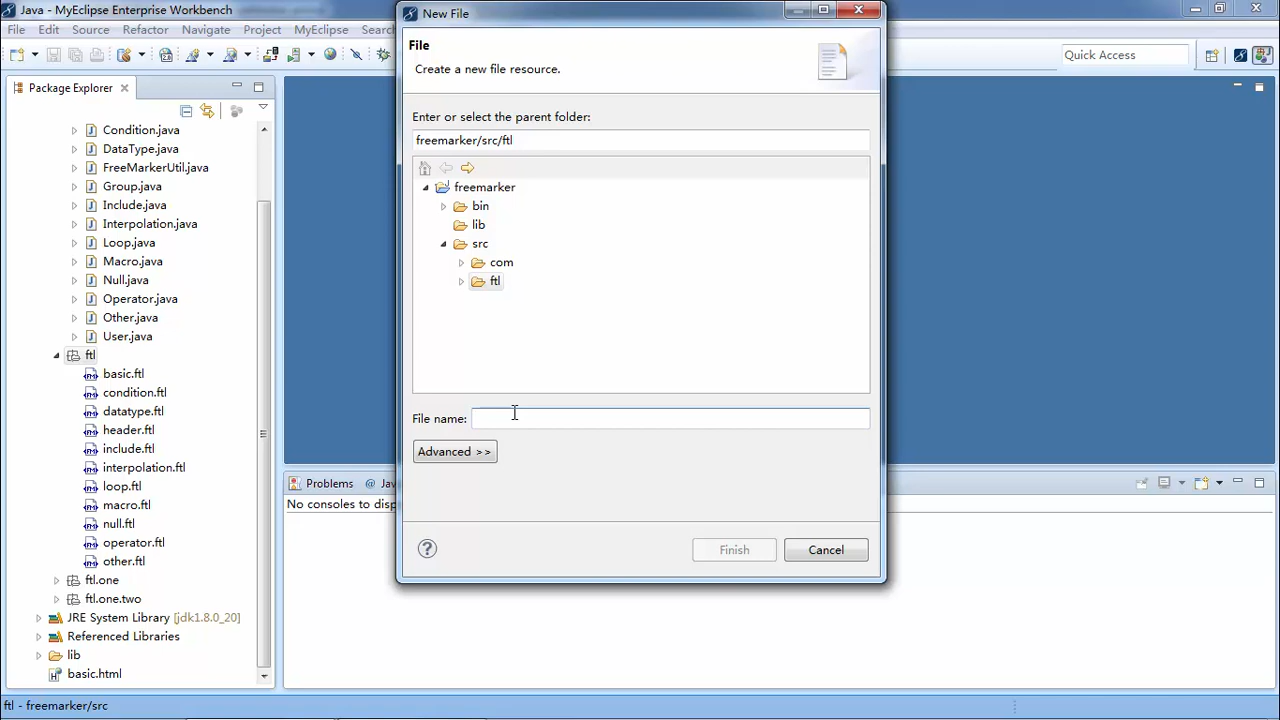 Java - MyEclipse Enterprise Workbench
File Edit Source Refactor Navigate Project MyEclipse Search
Quick Access
Package Explorer
Condition.java
DataType.java
FreeMarkerUtil.java
Group.java
Include.java
Interpolation.java
Loop.java
Macro.java
Null.java
Operator.java
Other.java
User.java
ftl
basic.ftl
condition.ftl
datatype.ftl
header.ftl
include.ftl
interpolation.ftl
loop.ftl
macro.ftl
null.ftl
operator.ftl
other.ftl
ftl.one
ftl.one.two
JRE System Library [jdk1.8.0_20]
Referenced Libraries
lib
basic.html
New File
File
Create a new file resource.
Enter or select the parent folder:
freemarker/src/ftl
freemarker
bin
lib
src
com
ftl
File name:
Advanced >>
Finish Cancel
Problems @ Jav
No consoles to disp
ftl - freemarker/src